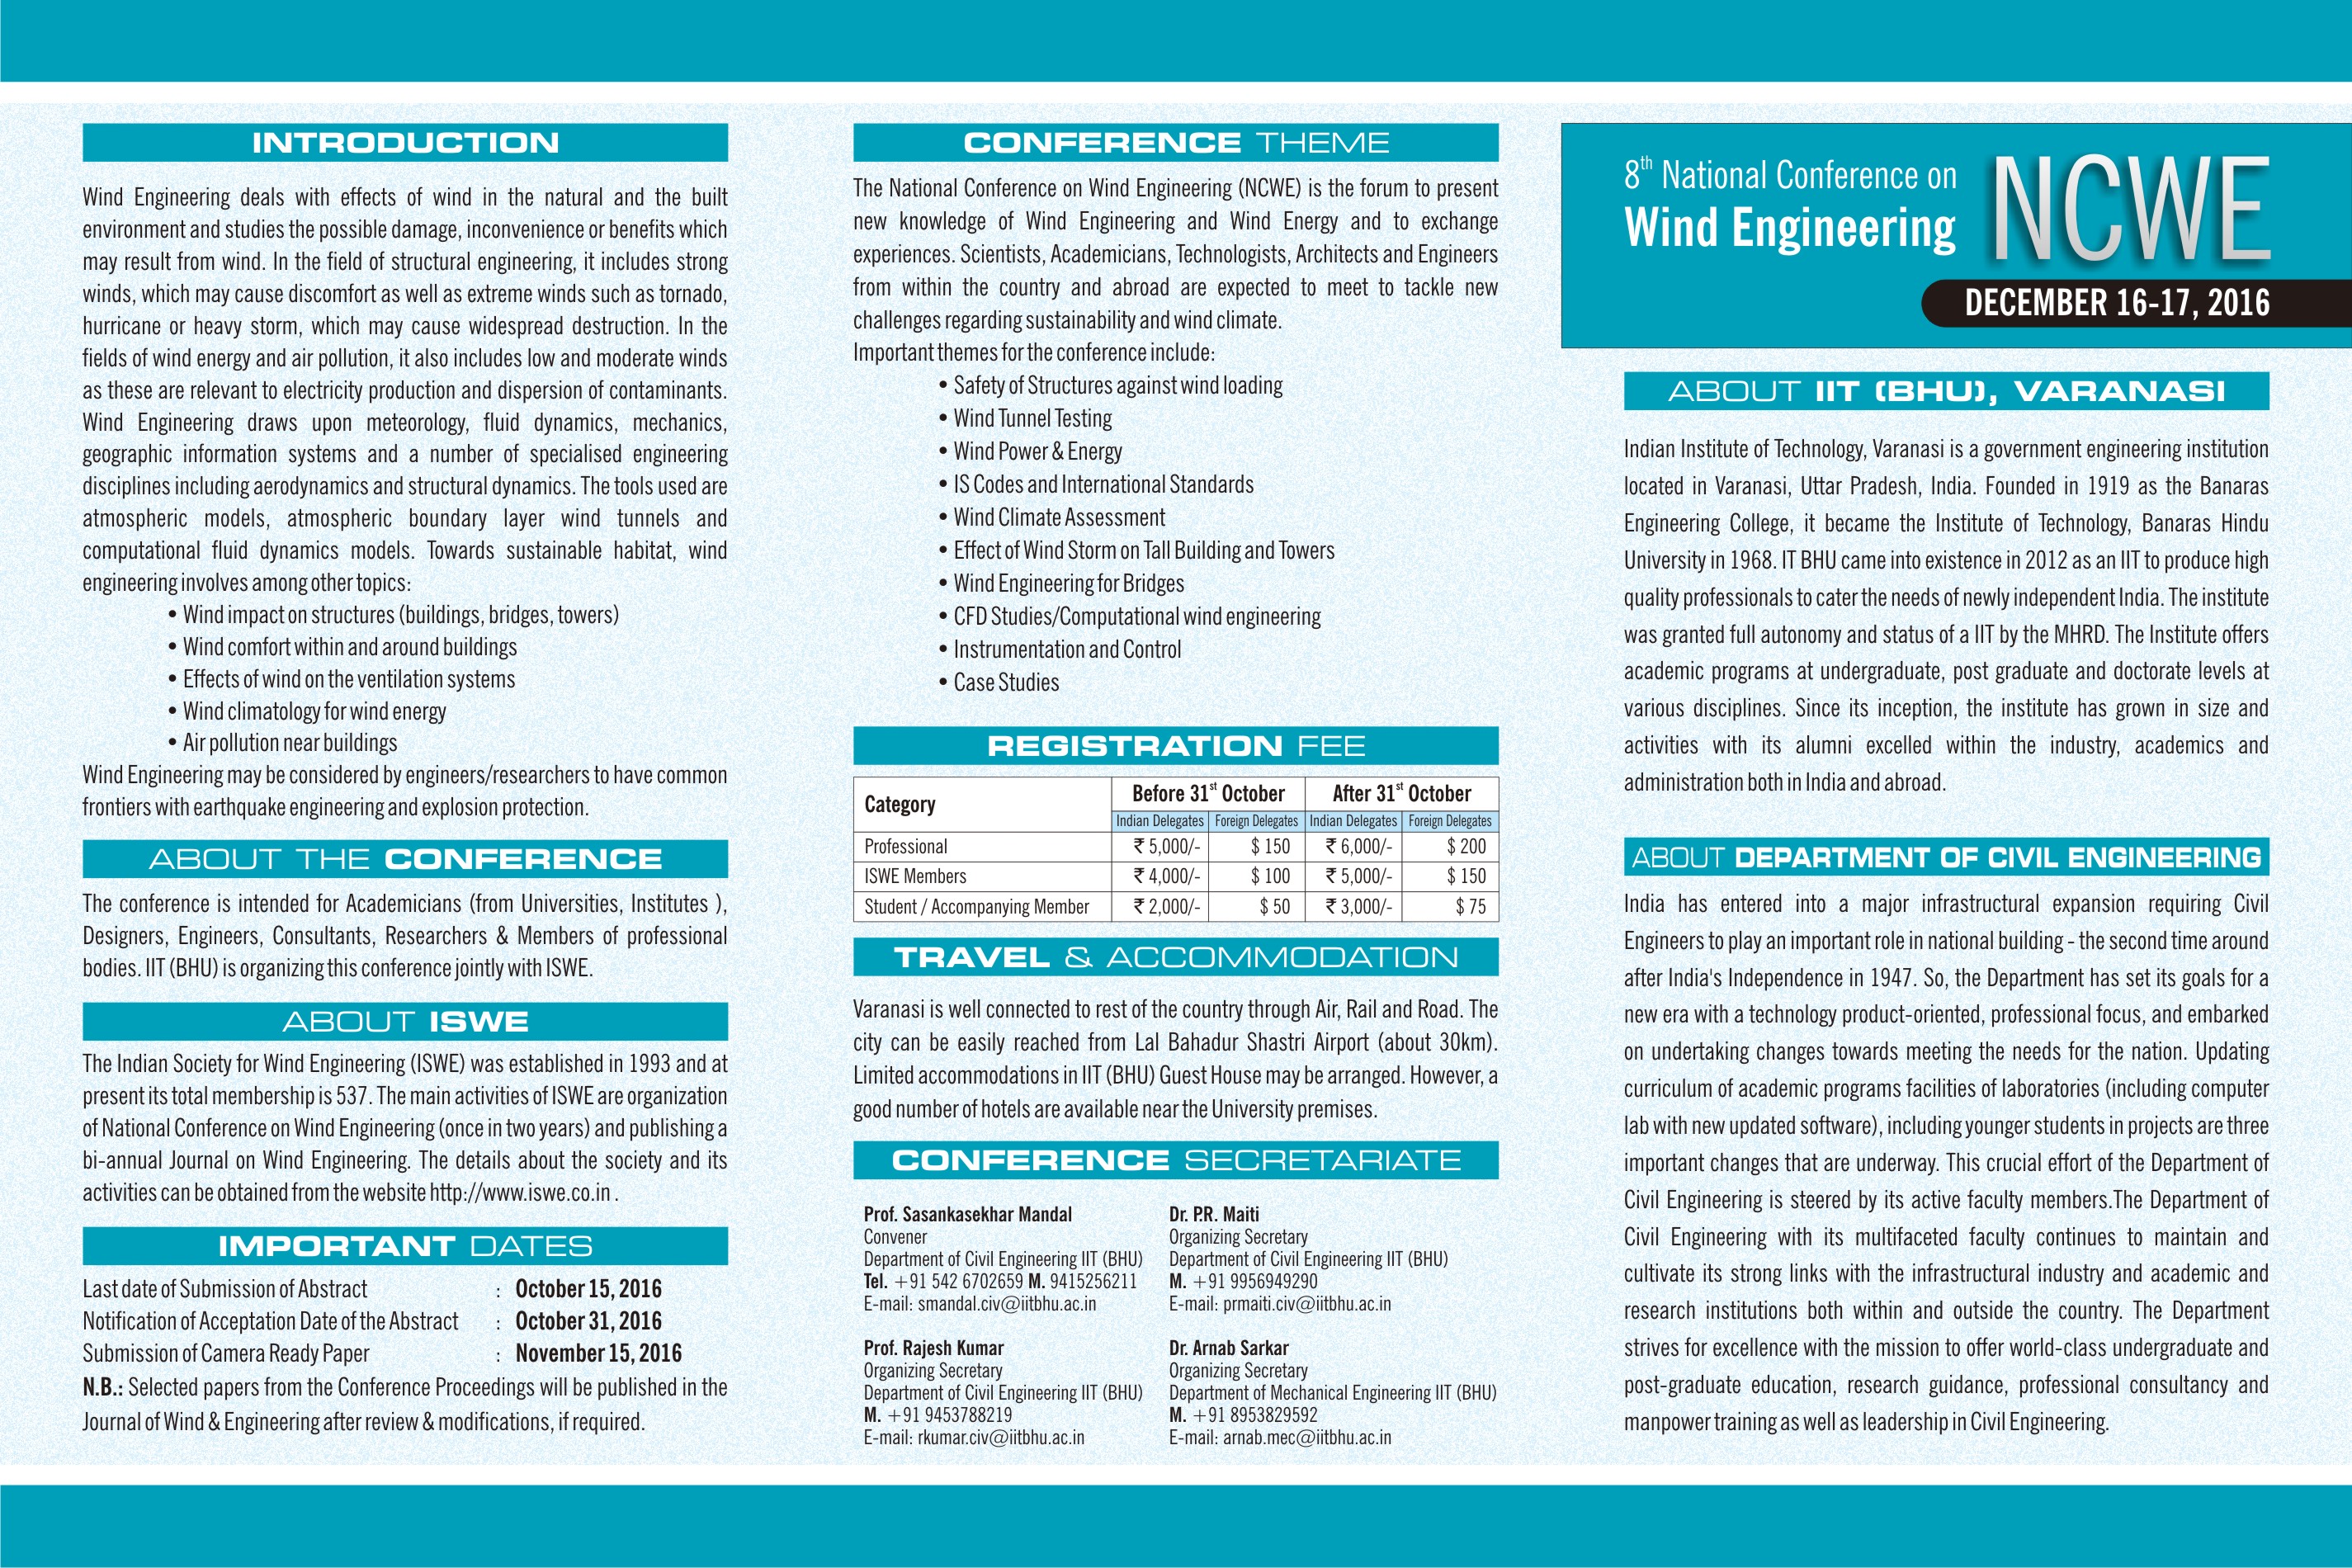 INTRODUCTION
Wind Engineering deals with effects of wind in the natural and the built
environment and studies the possible damage, inconvenience or benefits which
may result from wind. In the field of structural engineering, it includes strong
winds, which may cause discomfort as well as extreme winds such as tornado,
hurricane or heavy storm, which may cause widespread destruction. In the
fields of wind energy and air pollution, it also includes low and moderate winds
as these are relevant to electricity production and dispersion of contaminants.
Wind Engineering draws upon meteorology, fluid dynamics, mechanics,
geographic information systems and a number of specialised engineering
disciplines including aerodynamics and structural dynamics. The tools used are
atmospheric models, atmospheric boundary layer wind tunnels and
computational fluid dynamics models. Towards sustainable habitat, wind
engineering involves among other topics:
• Wind impact on structures (buildings, bridges, towers)
• Wind comfort within and around buildings
• Effects of wind on the ventilation systems
• Wind climatology for wind energy
• Air pollution near buildings
Wind Engineering may be considered by engineers/researchers to have common
frontiers with earthquake engineering and explosion protection.
ABOUT THE CONFERENCE
The conference is intended for Academicians (from Universities, Institutes ),
Designers, Engineers, Consultants, Researchers & Members of professional
bodies. IIT (BHU) is organizing this conference jointly with ISWE.
ABOUT ISWE
The Indian Society for Wind Engineering (ISWE) was established in 1993 and at
present its total membership is 537. The main activities of ISWE are organization
of National Conference on Wind Engineering (once in two years) and publishing a
bi-annual Journal on Wind Engineering. The details about the society and its
activities can be obtained from the website http://www.iswe.co.in .
IMPORTANT DATES
Last date of Submission of Abstract : October 15, 2016
Notification of Acceptation Date of the Abstract : October 31, 2016
Submission of Camera Ready Paper : November 15, 2016
N.B.: Selected papers from the Conference Proceedings will be published in the
Journal of Wind & Engineering after review & modifications, if required.
CONFERENCE THEME
The National Conference on Wind Engineering (NCWE) is the forum to present
new knowledge of Wind Engineering and Wind Energy and to exchange
experiences. Scientists, Academicians, Technologists, Architects and Engineers
from within the country and abroad are expected to meet to tackle new
challenges regarding sustainability and wind climate.
Important themes for the conference include:
• Safety of Structures against wind loading
• Wind Tunnel Testing
• Wind Power & Energy
• IS Codes and International Standards
• Wind Climate Assessment
• Effect of Wind Storm on Tall Building and Towers
• Wind Engineering for Bridges
• CFD Studies/Computational wind engineering
• Instrumentation and Control
• Case Studies
REGISTRATION FEE
Category Before 31st October After 31st October
Indian Delegates Foreign Delegates Indian Delegates Foreign Delegates
Professional ₹ 5,000/- $ 150 ₹ 6,000/- $ 200
ISWE Members ₹ 4,000/- $ 100 ₹ 5,000/- $ 150
Student / Accompanying Member ₹ 2,000/- $ 50 ₹ 3,000/- $ 75
TRAVEL & ACCOMMODATION
Varanasi is well connected to rest of the country through Air, Rail and Road. The
city can be easily reached from Lal Bahadur Shastri Airport (about 30km).
Limited accommodations in IIT (BHU) Guest House may be arranged. However, a
good number of hotels are available near the University premises.
CONFERENCE SECRETARIATE
Prof. Sasankasekhar Mandal
Convener
Department of Civil Engineering IIT (BHU)
Tel. +91 542 6702659 M. 9415256211
E-mail: smandal.civ@iitbhu.ac.in
Dr. P.R. Maiti
Organizing Secretary
Department of Civil Engineering IIT (BHU)
M. +91 9956949290
E-mail: prmaiti.civ@iitbhu.ac.in
Prof. Rajesh Kumar
Organizing Secretary
Department of Civil Engineering IIT (BHU)
M. +91 9453788219
E-mail: rkumar.civ@iitbhu.ac.in
Dr. Arnab Sarkar
Organizing Secretary
Department of Mechanical Engineering IIT (BHU)
M. +91 8953829592
E-mail: arnab.mec@iitbhu.ac.in
8th National Conference on
Wind Engineering
NCWE
DECEMBER 16-17, 2016
ABOUT IIT (BHU), VARANASI
Indian Institute of Technology, Varanasi is a government engineering institution
located in Varanasi, Uttar Pradesh, India. Founded in 1919 as the Banaras
Engineering College, it became the Institute of Technology, Banaras Hindu
University in 1968. IT BHU came into existence in 2012 as an IIT to produce high
quality professionals to cater the needs of newly independent India. The institute
was granted full autonomy and status of a IIT by the MHRD. The Institute offers
academic programs at undergraduate, post graduate and doctorate levels at
various disciplines. Since its inception, the institute has grown in size and
activities with its alumni excelled within the industry, academics and
administration both in India and abroad.
ABOUT DEPARTMENT OF CIVIL ENGINEERING
India has entered into a major infrastructural expansion requiring Civil
Engineers to play an important role in national building - the second time around
after India's Independence in 1947. So, the Department has set its goals for a
new era with a technology product-oriented, professional focus, and embarked
on undertaking changes towards meeting the needs for the nation. Updating
curriculum of academic programs facilities of laboratories (including computer
lab with new updated software), including younger students in projects are three
important changes that are underway. This crucial effort of the Department of
Civil Engineering is steered by its active faculty members.The Department of
Civil Engineering with its multifaceted faculty continues to maintain and
cultivate its strong links with the infrastructural industry and academic and
research institutions both within and outside the country. The Department
strives for excellence with the mission to offer world-class undergraduate and
post-graduate education, research guidance, professional consultancy and
manpower training as well as leadership in Civil Engineering.